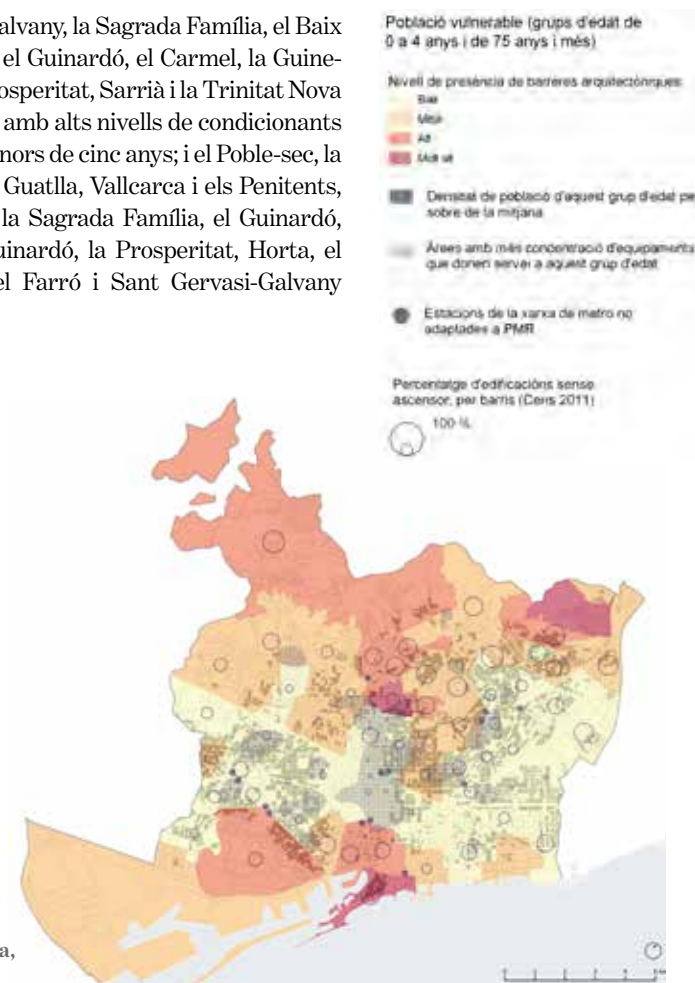 alvany, la Sagrada Família, el Baix
el Guinardó, el Carmel, la Guine-
osperitat, Sarrià i la Trinitat Nova
amb alts nivells de condicionants
nors de cinc anys; i el Poble-sec, la
Guatlla, Vallcarca i els Penitents,
la Sagrada Família, el Guinardó,
uinardó, la Prosperitat, Horta, el
el Farró i Sant Gervasi-Galvany
Població vulnerable (grups d'edat de
0 a 4 anys i de 75 anys i més)
Nivell de presència de barreres arquitectòniques
Baix
Mitjà
Alt
Molt alt
Densitat de població d'aquest grup d'edat pe
sobre de la mitjana
Àrees amb més concentració d'equipaments
que donen servei a aquest grup d'edat
Estacions de la xarxa de metro no
adaptades a PMR
Percentatge d'edificacions sense
ascensor, per barris (Cens 2011)
100 %
a,